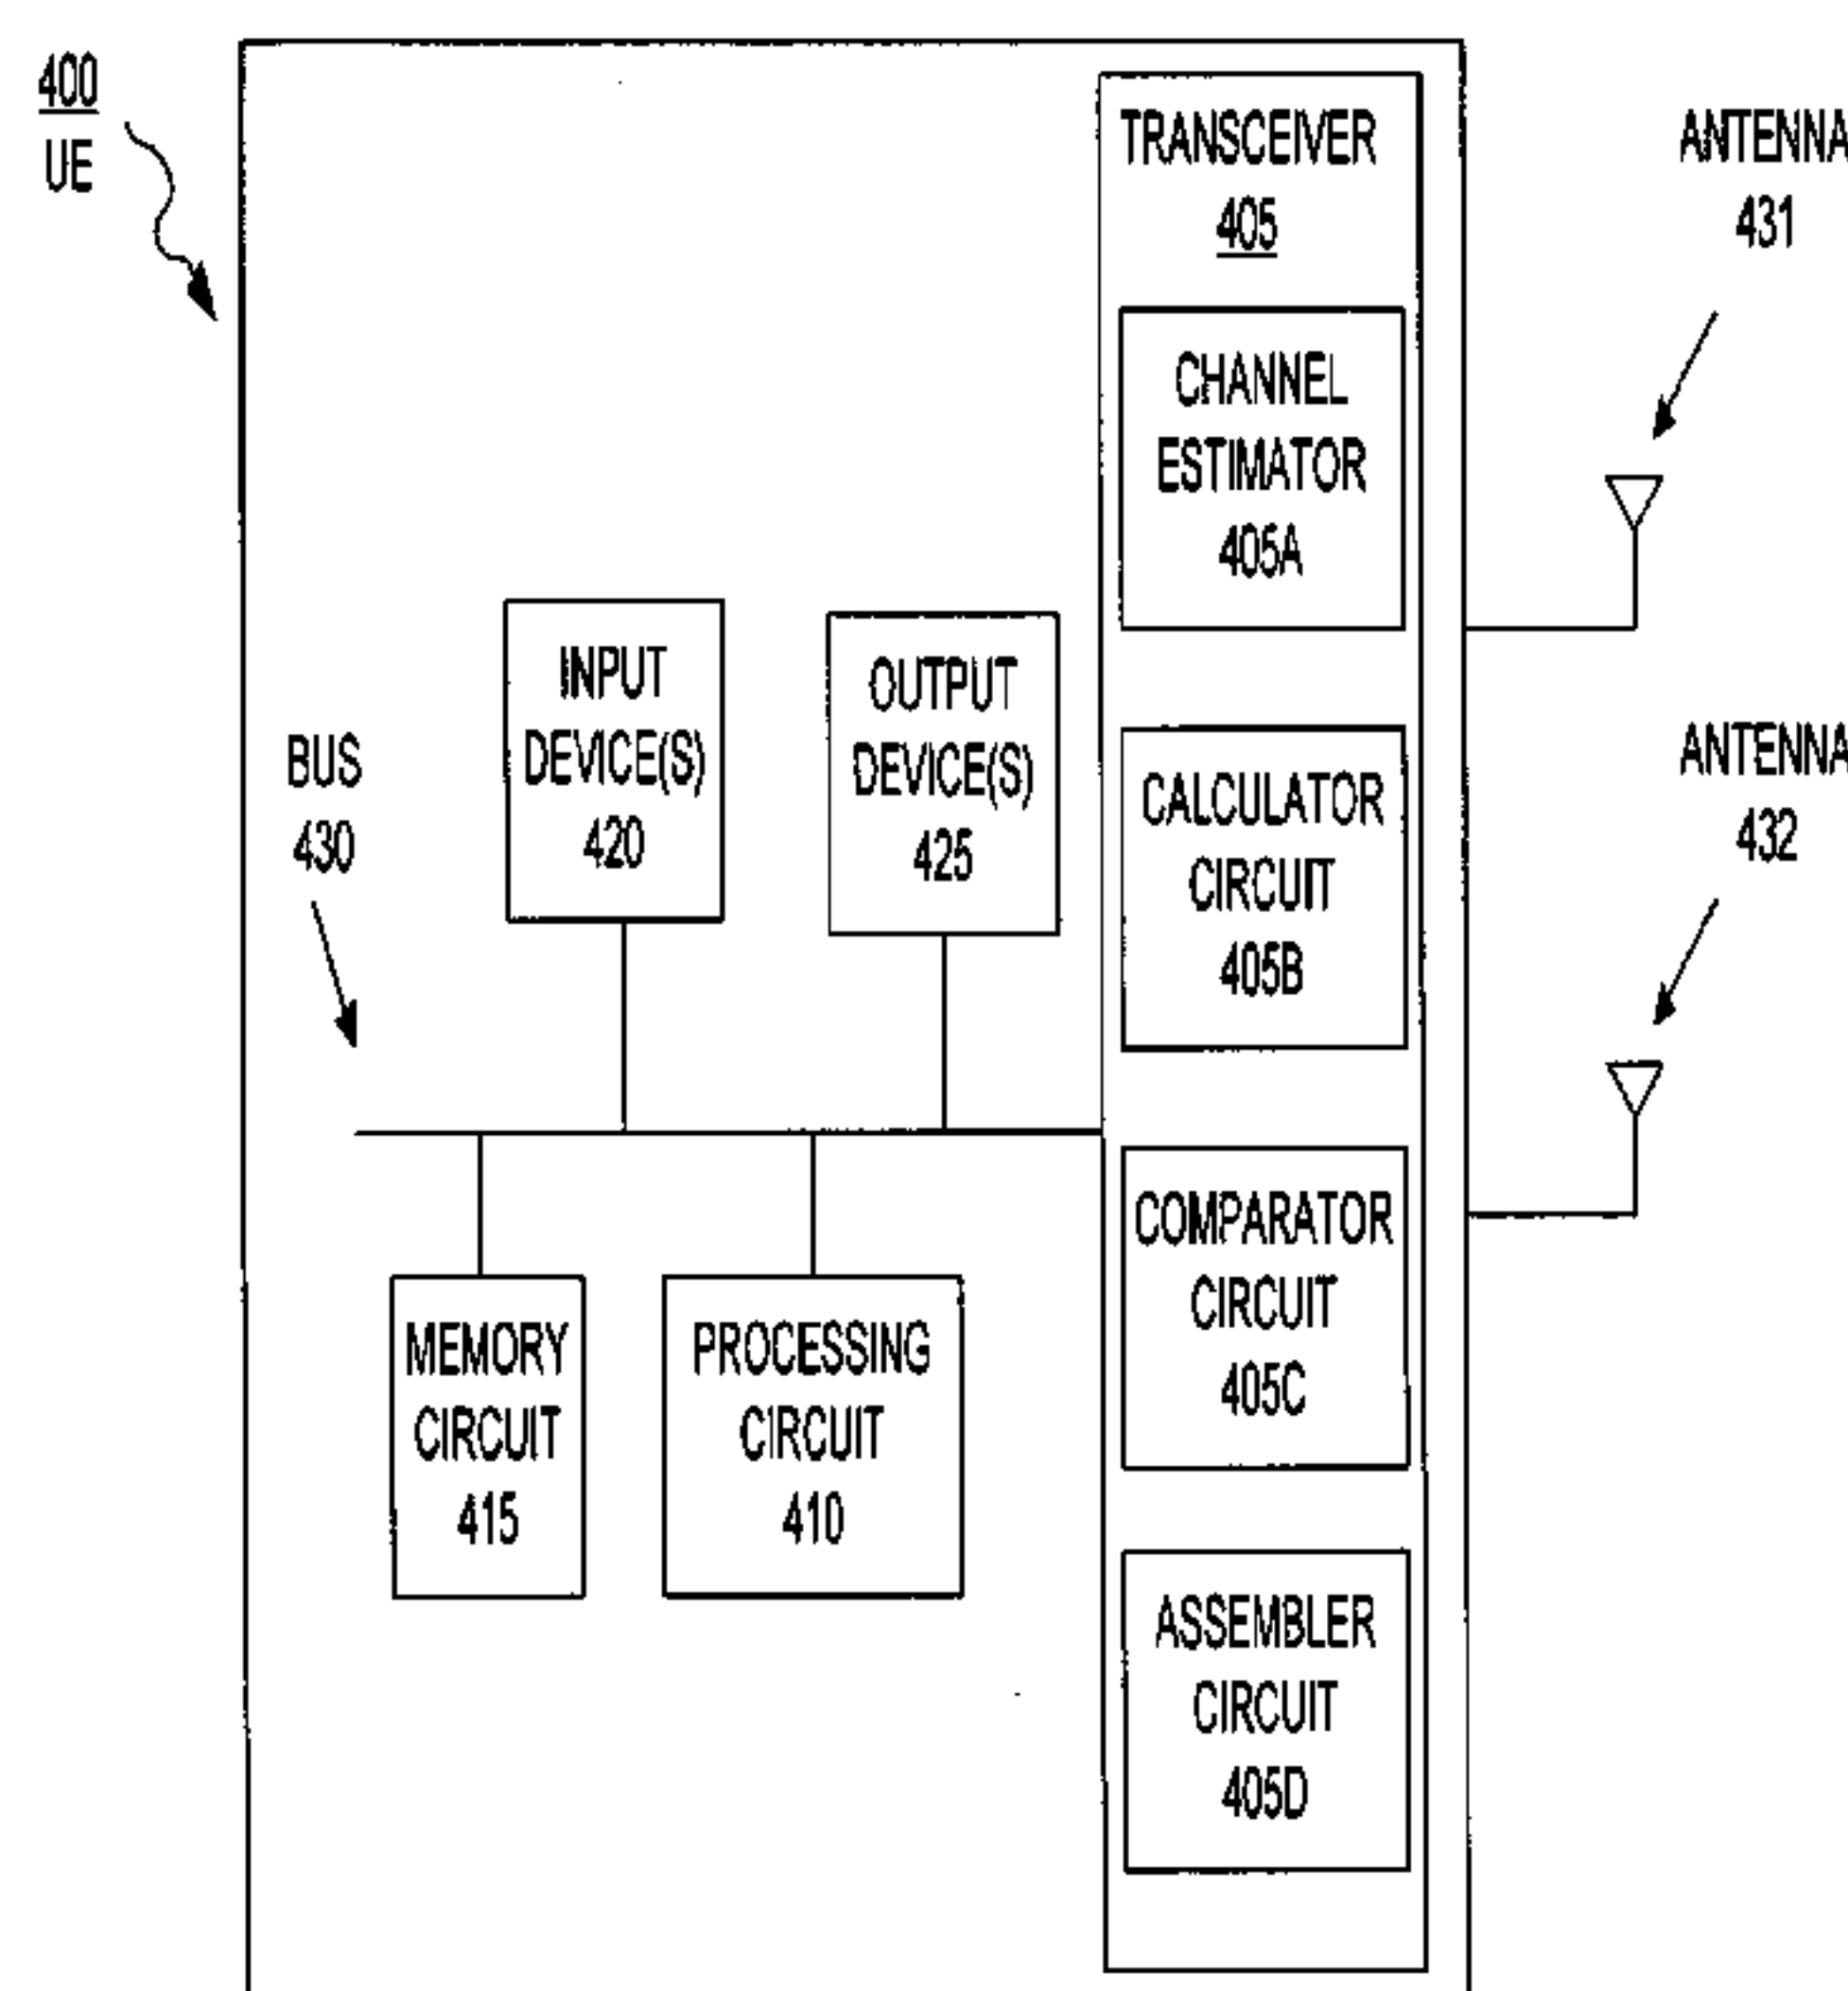 400
UE
TRANSCEIVER
405
CHANNEL
ESTIMATOR
405A
CALCULATOR
CIRCUIT
405B
COMPARATOR
CIRCUIT
405C
ASSEMBLER
CIRCUIT
405D
ANTENNA
431
ANTENNA
432
INPUT
DEVICE(S)
420
OUTPUT
DEVICE(S)
425
BUS
430
MEMORY
CIRCUIT
415
PROCESSING
CIRCUIT
410